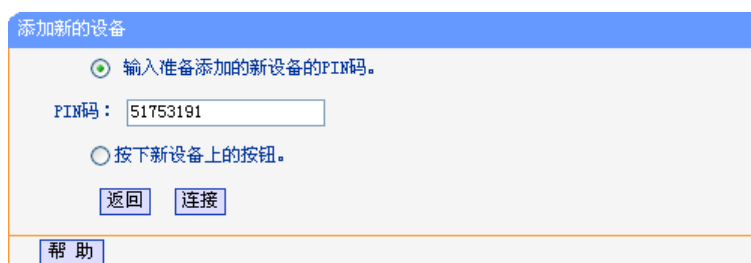 添加新的设备
输入准备添加的新设备的PIN码。
PIN码： 51753191
按下新设备上的按钮。
返回 连接
帮 助